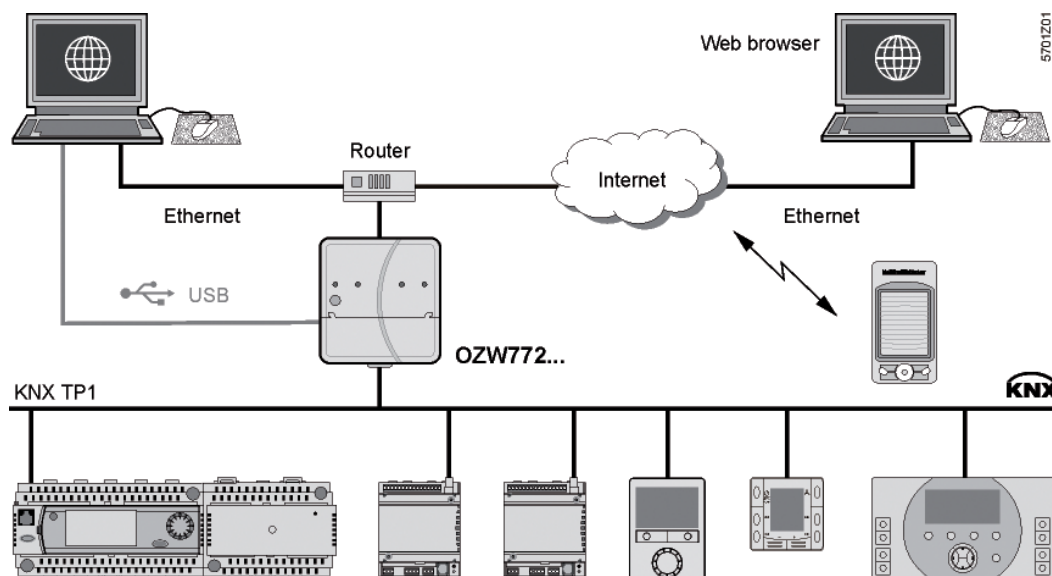 Web browser
5701Z01
Router
Internet
Ethernet
Ethernet
USB
OZW772...
KNX TP1
KNX